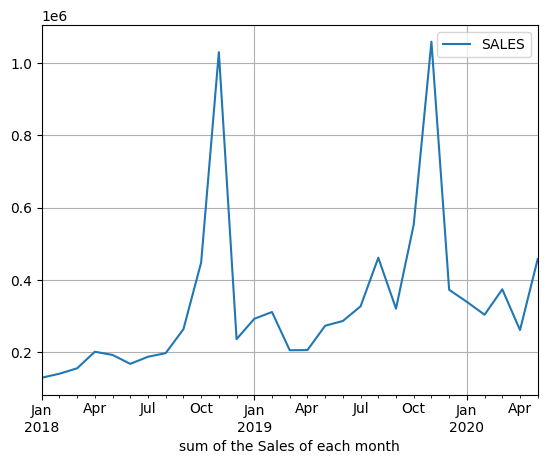 1e6
SALES
1.0
0.8
0.6
0.4
0.2
Jan Apr Jul Oct Jan Apr Jul Oct Jan Apr
2018 2019 2020
sum of the Sales of each month